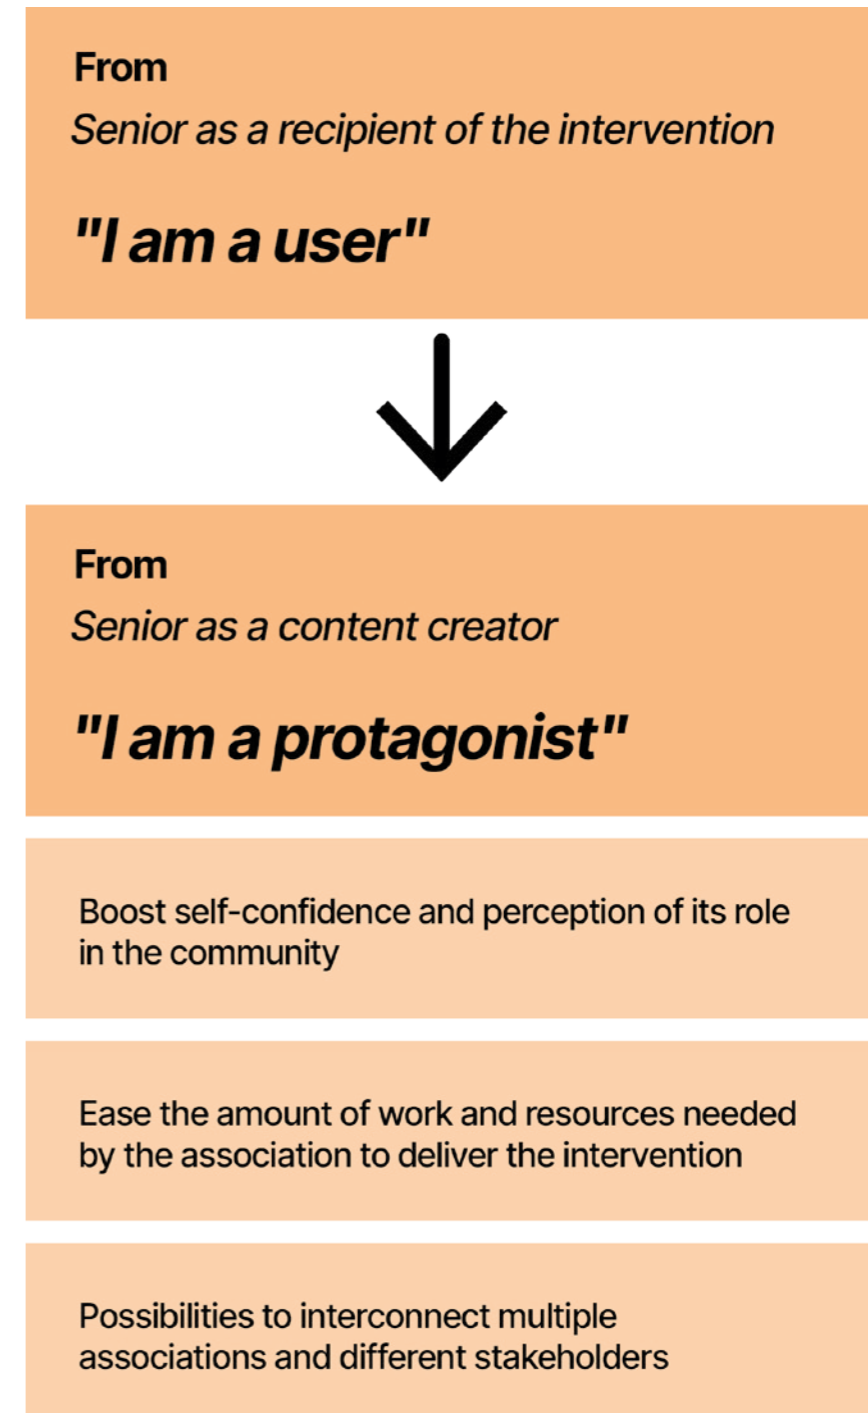 From
Senior as a recipient of the intervention
"I am a user"
From
Senior as a content creator
"I am a protagonist"
Boost self-confidence and perception of its role
in the community
Ease the amount of work and resources needed
by the association to deliver the intervention
Possibilities to interconnect multiple
associations and different stakeholders